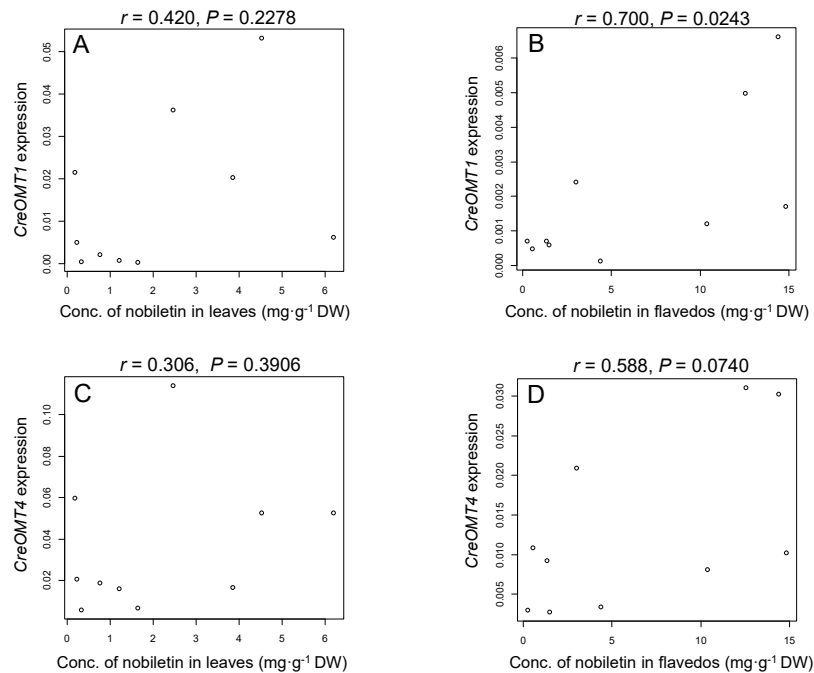 r = 0.420, P = 0.2278
A
CreOMT1 expression
0.00 0.01 0.02 0.03 0.04 0.05
0 1 2 3 4 5 6
Conc. of nobiletin in leaves (mg·g-1 DW)
r = 0.700, P = 0.0243
B
CreOMT1 expression
0.000 0.001 0.002 0.003 0.004 0.005 0.006
0 5 10 15
Conc. of nobiletin in flavedos (mg·g-1 DW)
r = 0.306, P = 0.3906
C
CreOMT4 expression
0.02 0.04 0.06 0.08 0.10
0 1 2 3 4 5 6
Conc. of nobiletin in leaves (mg·g-1 DW)
r = 0.588, P = 0.0740
D
CreOMT4 expression
0.005 0.010 0.015 0.020 0.025 0.030
0 5 10 15
Conc. of nobiletin in flavedos (mg·g-1 DW)